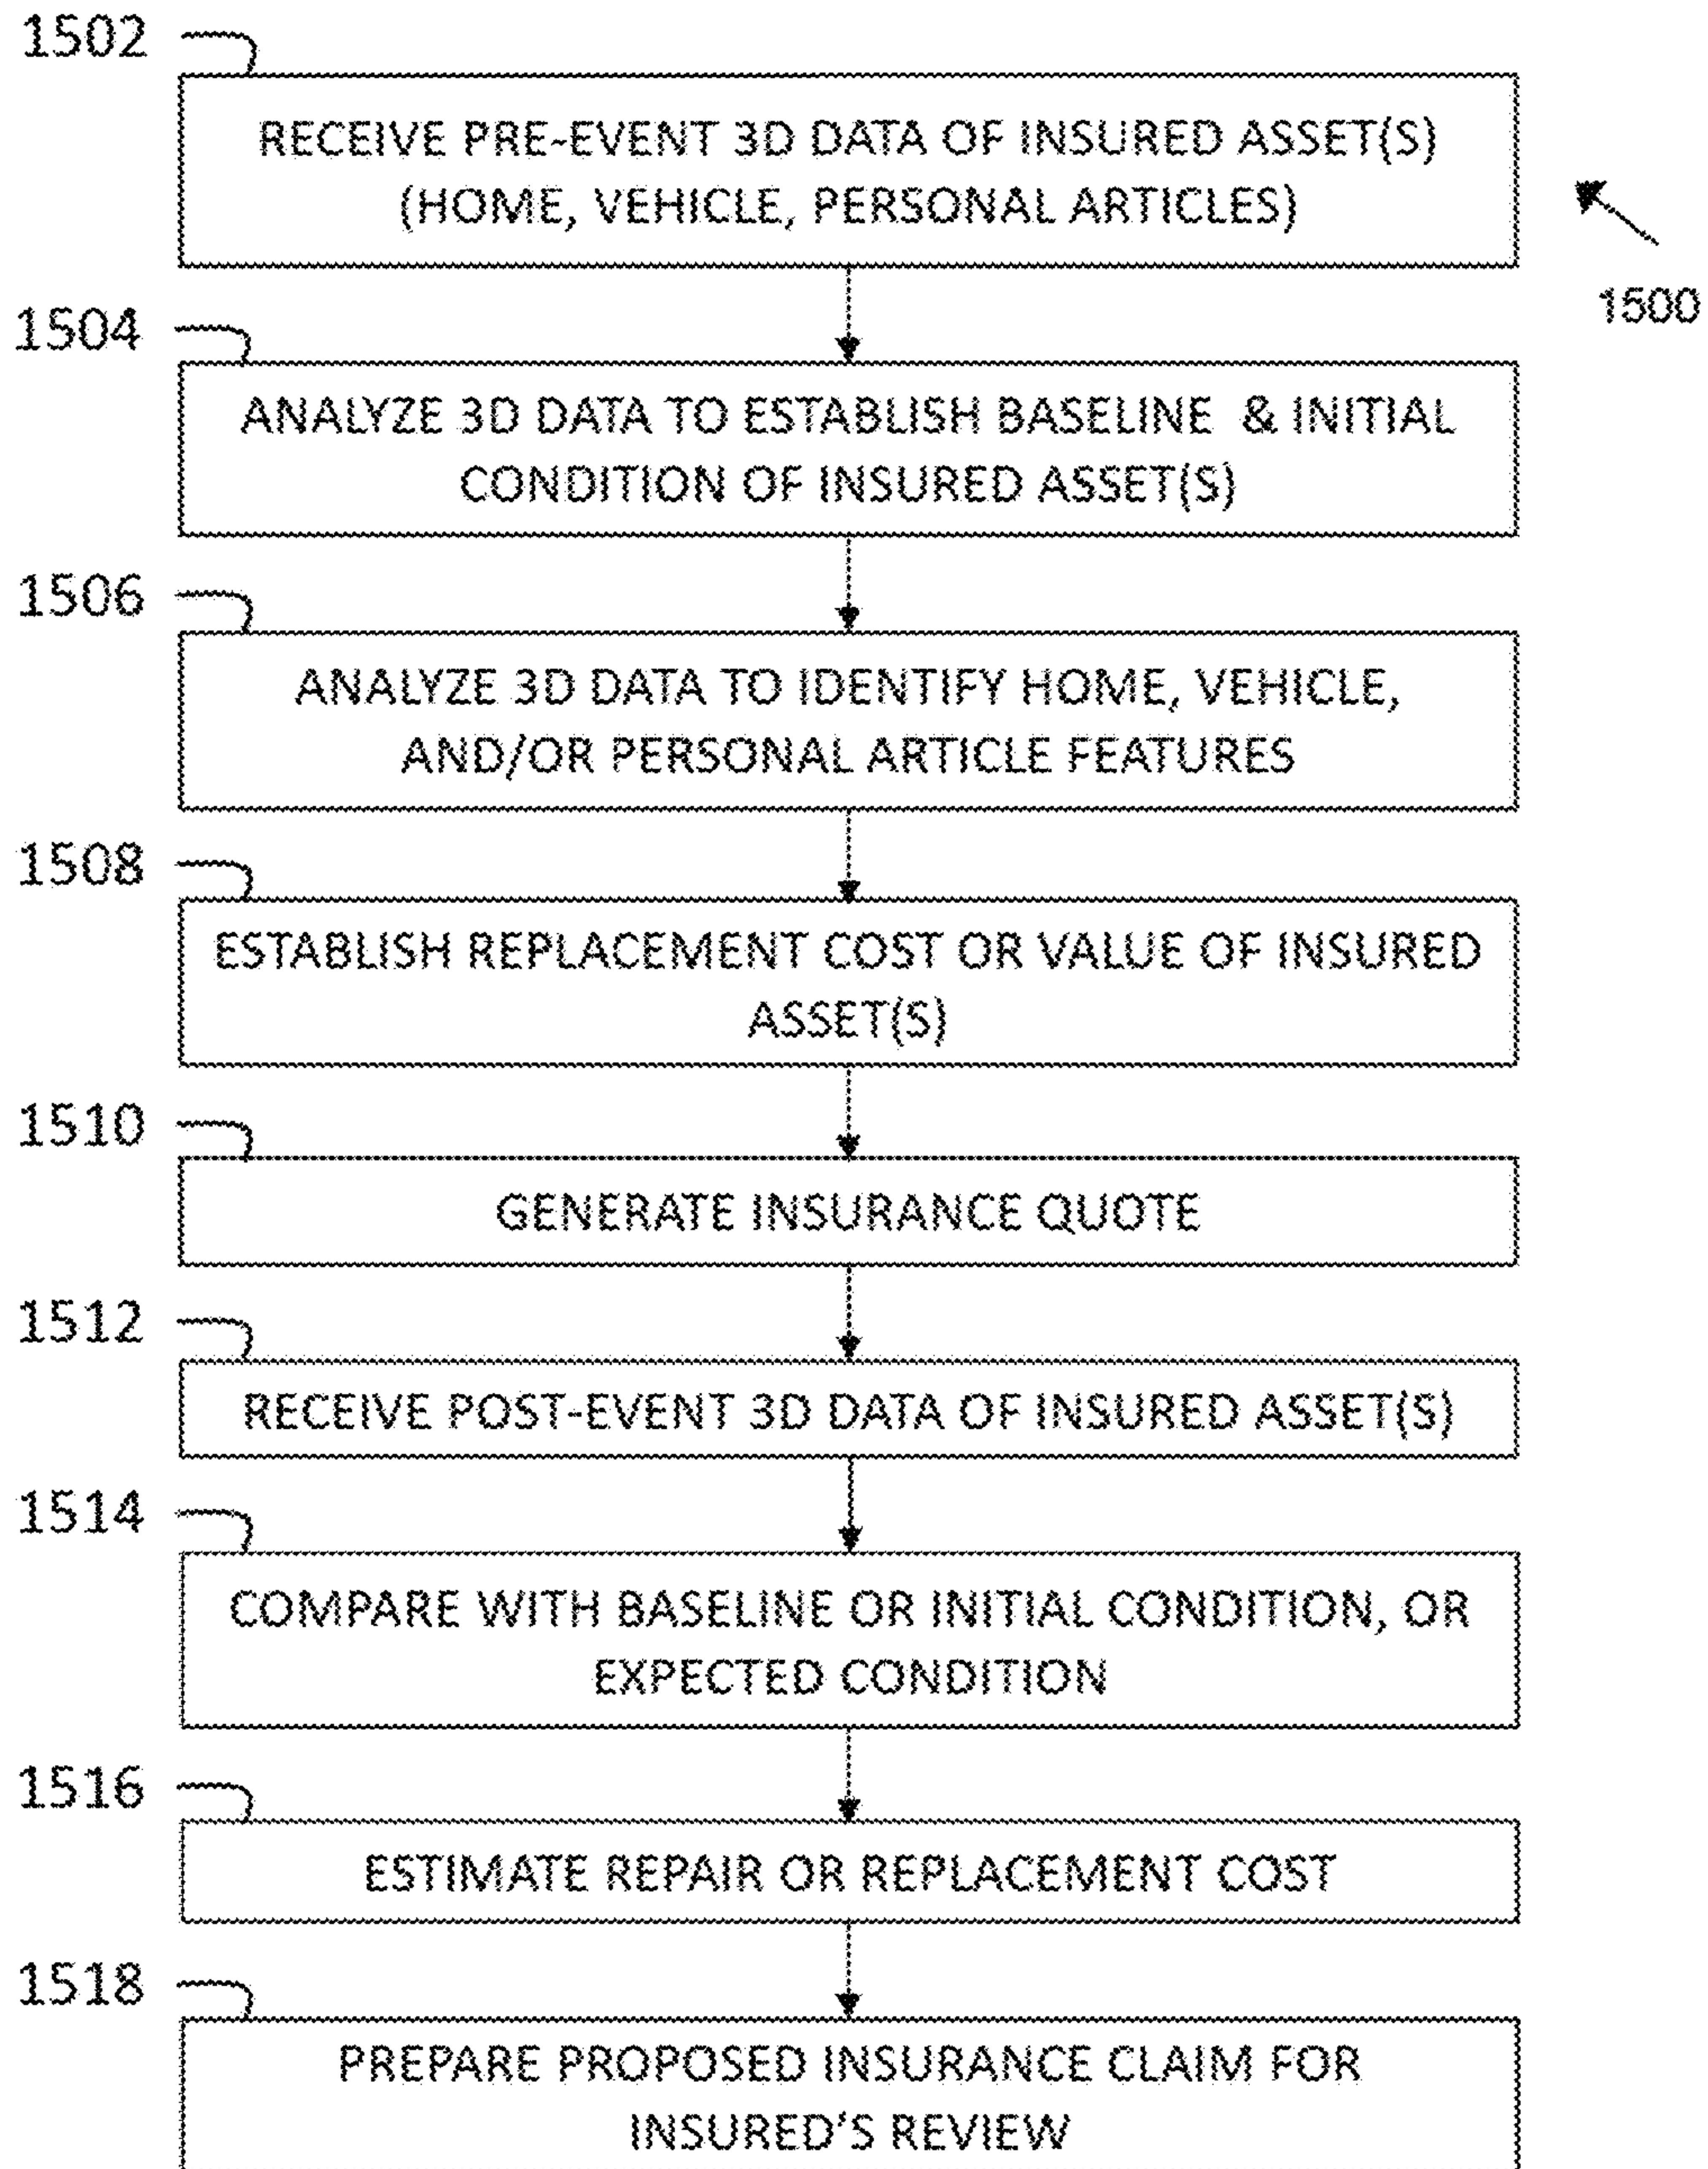 1502
RECEIVE PRE-EVENT 3D DATA OF INSURED ASSET(S)
(HOME, VEHICLE, PERSONAL ARTICLES)
1500
1504
ANALYZE 3D DATA TO ESTABLISH BASELINE & INITIAL
CONDITION OF INSURED ASSET(S)
1506
ANALYZE 3D DATA TO IDENTIFY HOME, VEHICLE,
AND/OR PERSONAL ARTICLE FEATURES
1508
ESTABLISH REPLACEMENT COST OR VALUE OF INSURED
ASSET(S)
1510
GENERATE INSURANCE QUOTE
1512
RECEIVE POST-EVENT 3D DATA OF INSURED ASSET(S)
1514
COMPARE WITH BASELINE OR INITIAL CONDITION, OR
EXPECTED CONDITION
1516
ESTIMATE REPAIR OR REPLACEMENT COST
1518
PREPARE PROPOSED INSURANCE CLAIM FOR
INSURED'S REVIEW